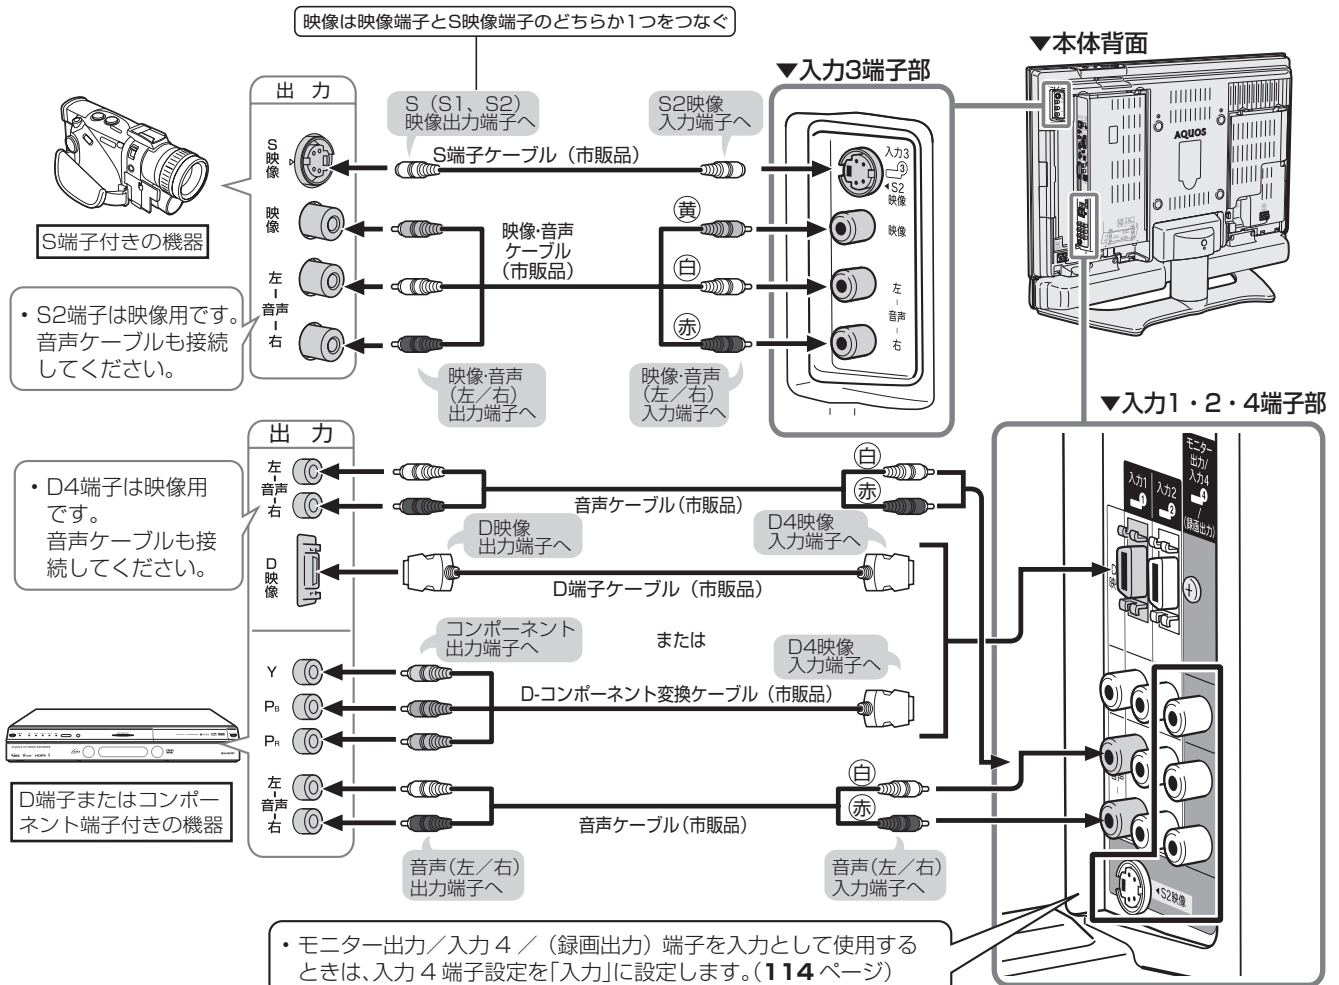 映像は映像端子とS映像端子のどちらか1つをつなぐ
▼本体背面
▼入力3端子部
AQUOS
出 力
S映像
映像
左
音声
右
S（S1、S2）
映像出力端子へ
S2映像
入力端子へ
S端子ケーブル（市販品）
入力3
③
◀S2
映像
映像
左
音声
右
映像・音声
ケーブル
（市販品）
黄
白
赤
映像・音声
（左／右）
出力端子へ
映像・音声
（左／右）
入力端子へ
S端子付きの機器
・S2端子は映像用です。
音声ケーブルも接続
してください。
▼入力1・2・4端子部
出 力
左
音声
右
D映像
・D4端子は映像用
です。
音声ケーブルも接
続してください。
白
赤
音声ケーブル（市販品）
D映像
出力端子へ
D4映像
入力端子へ
D端子ケーブル（市販品）
または
コンポーネント
出力端子へ
D4映像
入力端子へ
D-コンポーネント変換ケーブル（市販品）
Y
PB
PR
左
音声
右
白
赤
音声ケーブル（市販品）
音声（左／右）
出力端子へ
音声（左／右）
入力端子へ
D端子またはコンポー
ネント端子付きの機器
入力1
入力2
モニター
出力/
入力4
/
(録画出力)
◀S2映像
・モニター出力／入力 4 ／（録画出力）端子を入力として使用する
ときは、入力 4 端子設定を「入力」に設定します。（114 ページ）